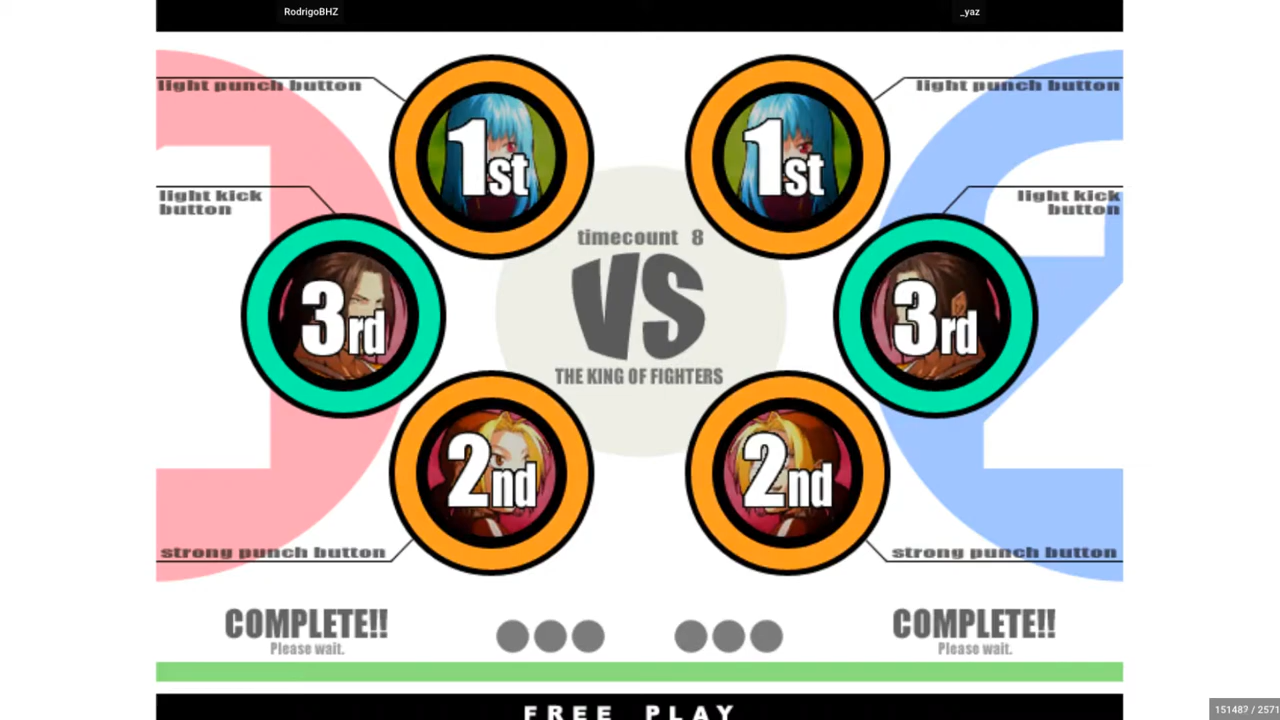 RodrigoBHZ
_yaz
light punch button
light punch button
1st
1st
light kick
button
light kick
button
timecount 8
VS
THE KING OF FIGHTERS
3rd
3rd
2nd
2nd
strong punch button
strong punch button
COMPLETE!!
Please wait.
COMPLETE!!
Please wait.
FREE PLAY
151487 / 2571